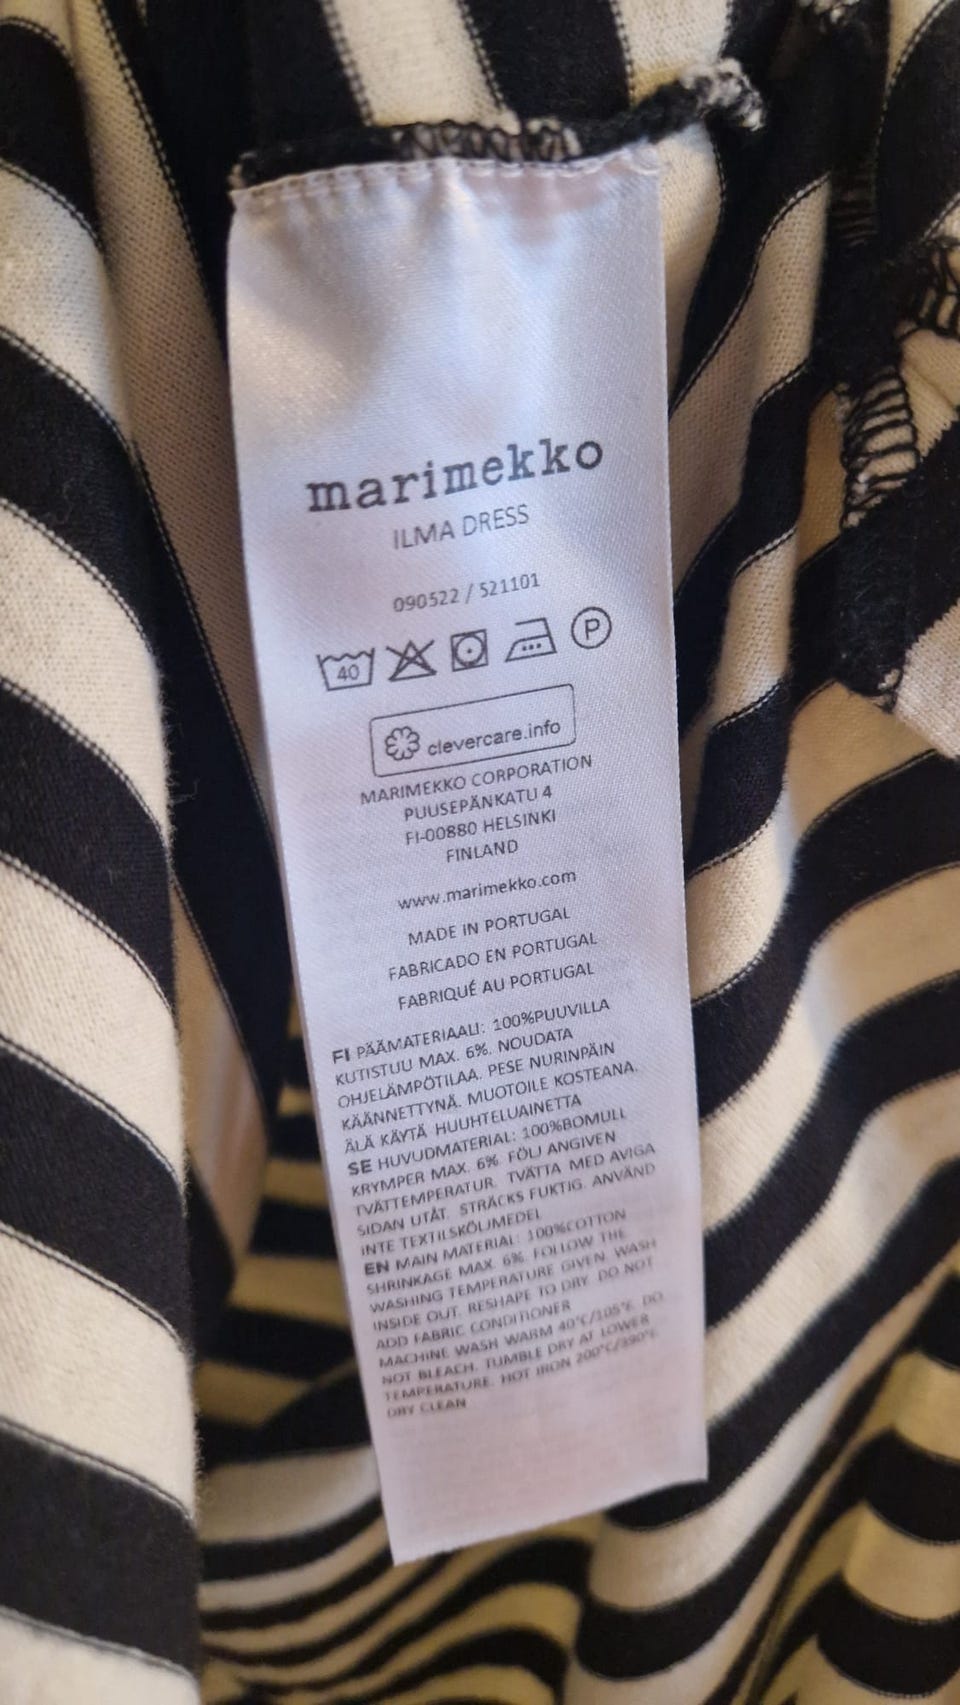 marimekko
ILMA DRESS
090522 / 521101
40 P
clevercare.info
MARIMEKKO CORPORATION
PUUSEPÄNKATU 4
FI-00880 HELSINKI
FINLAND
www.marimekko.com
MADE IN PORTUGAL
FABRICADO EN PORTUGAL
FABRIQUÉ AU PORTUGAL
FI PÄÄMATERIAALI: 100%PUUVILLA
KUTISTUU MAX. 6%. NOUDATA
OHJELÄMPÖTILAA. PESE NURINPÄIN
KÄÄNNETTYNÄ. MUOTOILE KOSTEANA.
ÄLÄ KÄYTÄ HUUHTELUAINETTA
SE HUVUDMATERIAL: 100%BOMULL
KRYMPER MAX. 6%. FÖLJ ANGIVEN
TVÄTTEMPERATUR. TVÄTTA MED AVIGA
SIDAN UTÅT. STRÄCKS FUKTIG. ANVÄND
INTE TEXTILSKÖLJMEDEL
EN MAIN MATERIAL: 100%COTTON
SHRINKAGE MAX. 6%. FOLLOW THE
WASHING TEMPERATURE GIVEN. WASH
INSIDE OUT. RESHAPE TO DRY. DO NOT
ADD FABRIC CONDITIONER
MACHINE WASH WARM 40°C/105°F. DO
NOT BLEACH. TUMBLE DRY AT LOWER
TEMPERATURE. HOT IRON 200°C/390°F.
DRY CLEAN